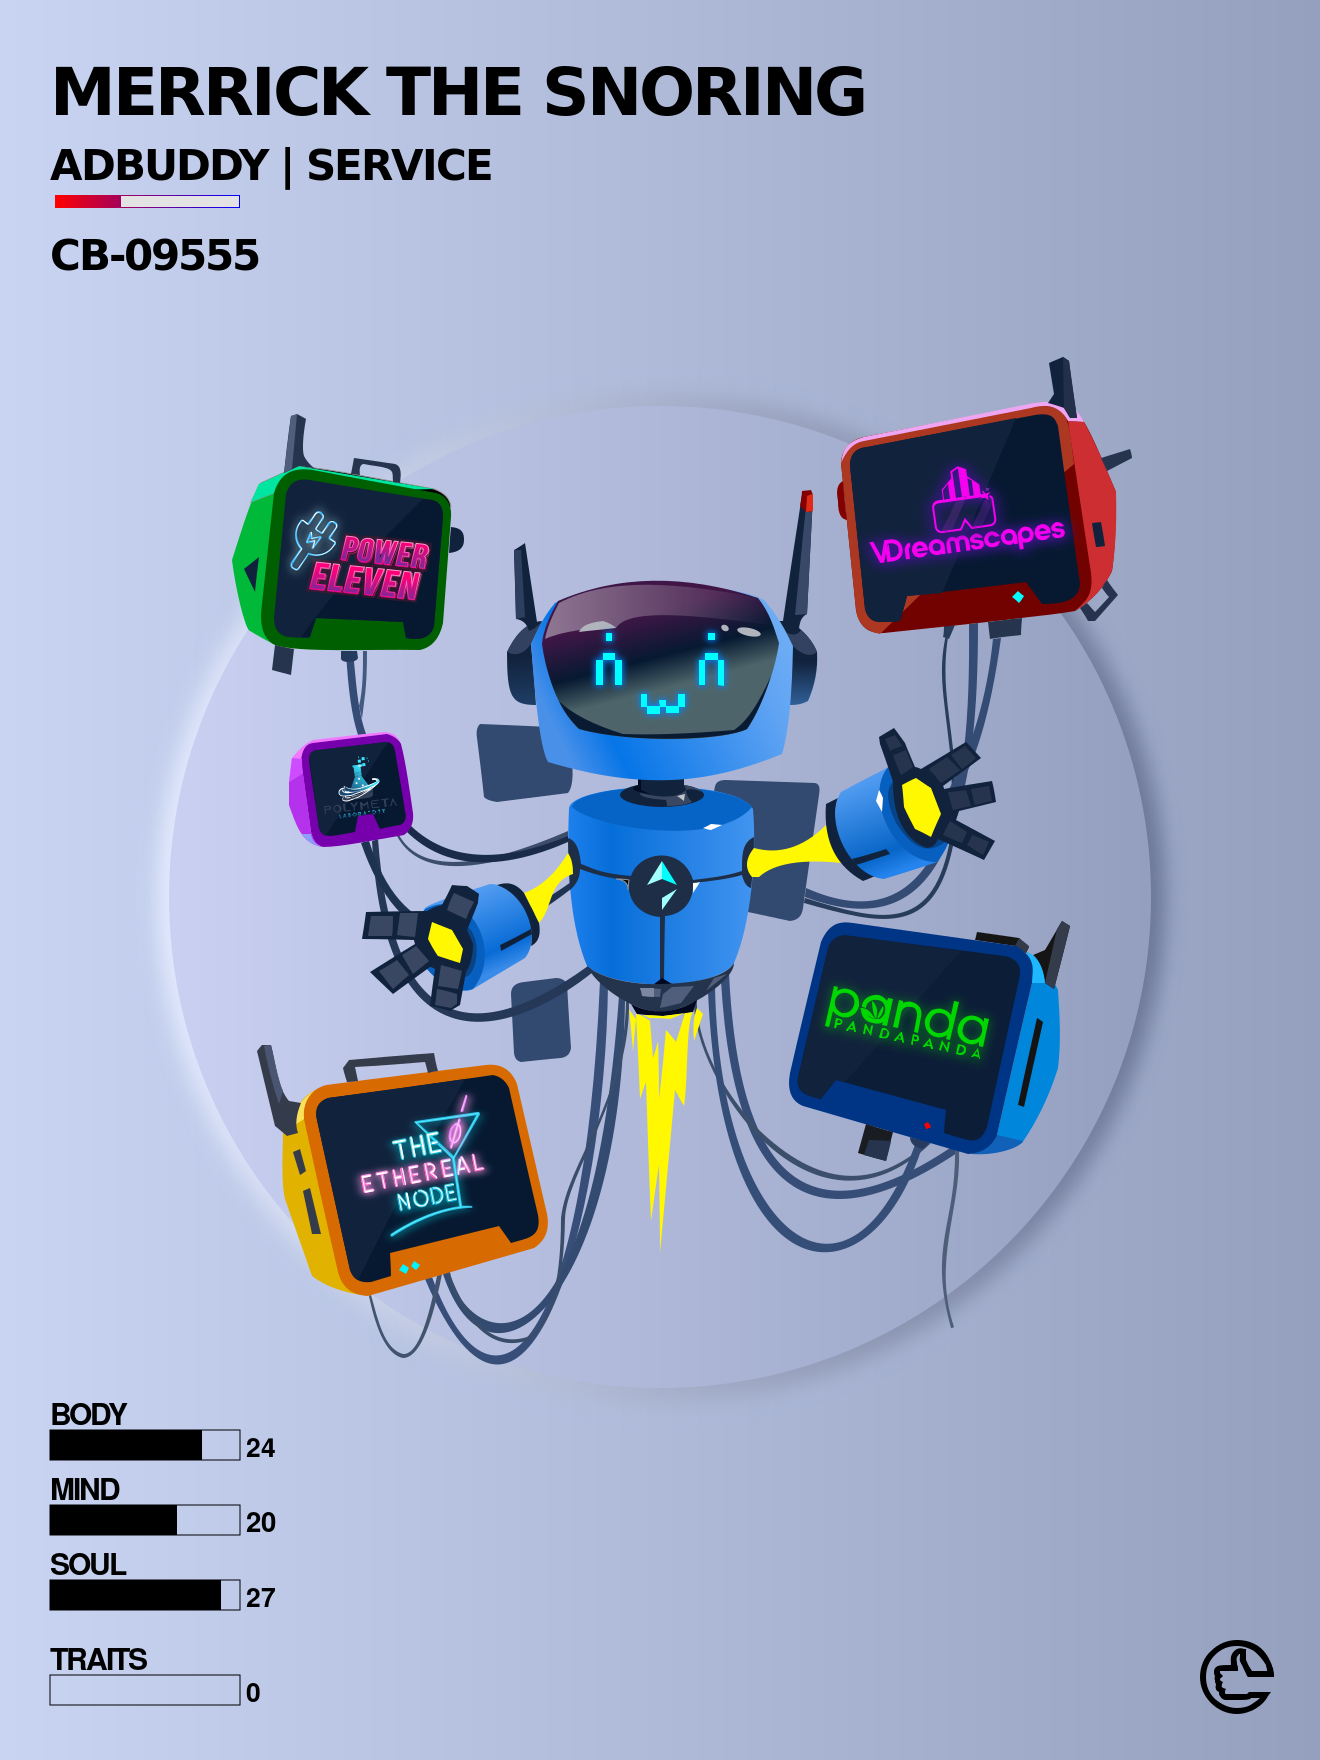 MERRICK THE SNORING
ADBUDDY | SERVICE
CB-09555
POWER
ELEVEN
VDreamscapes
POLYMETA
LABORATORY
panda
PANDAPANDA
THE
ETHEREAL
NODE
BODY
24
MIND
20
SOUL
27
TRAITS
0